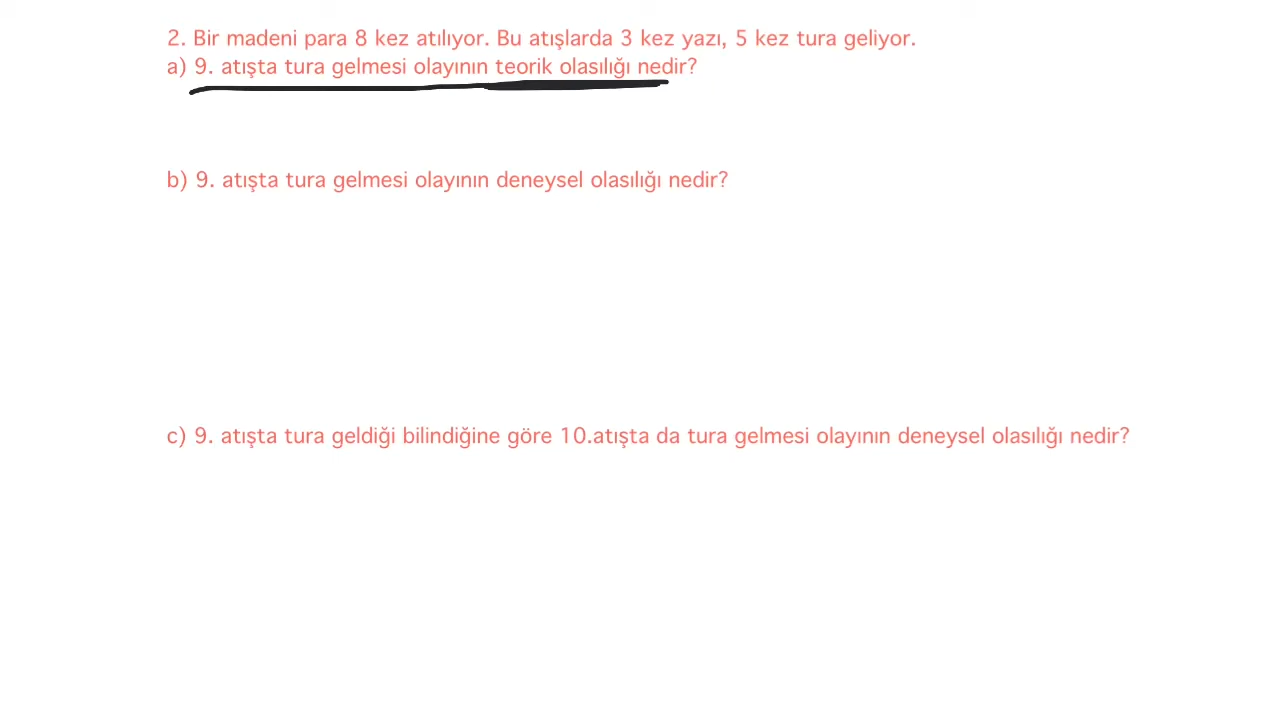 2. Bir madeni para 8 kez atılıyor. Bu atışlarda 3 kez yazı, 5 kez tura geliyor.
a) 9. atışta tura gelmesi olayının teorik olasılığı nedir?
b) 9. atışta tura gelmesi olayının deneysel olasılığı nedir?
c) 9. atışta tura geldiği bilindiğine göre 10.atışta da tura gelmesi olayının deneysel olasılığı nedir?